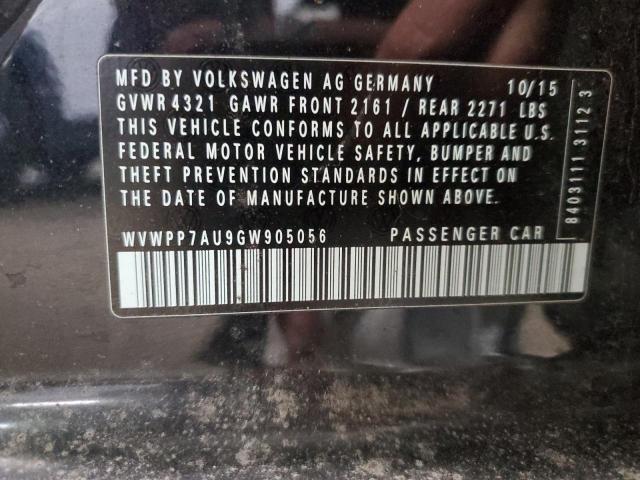 MFD BY VOLKSWAGEN AG GERMANY 10/15
GVWR 4321 GAWR FRONT 2161 / REAR 2271 LBS
THIS VEHICLE CONFORMS TO ALL APPLICABLE U.S.
FEDERAL MOTOR VEHICLE SAFETY, BUMPER AND
THEFT PREVENTION STANDARDS IN EFFECT ON
THE DATE OF MANUFACTURE SHOWN ABOVE.
WVWPP7AU9GW905056 PASSENGER CAR
8403111 3112 3